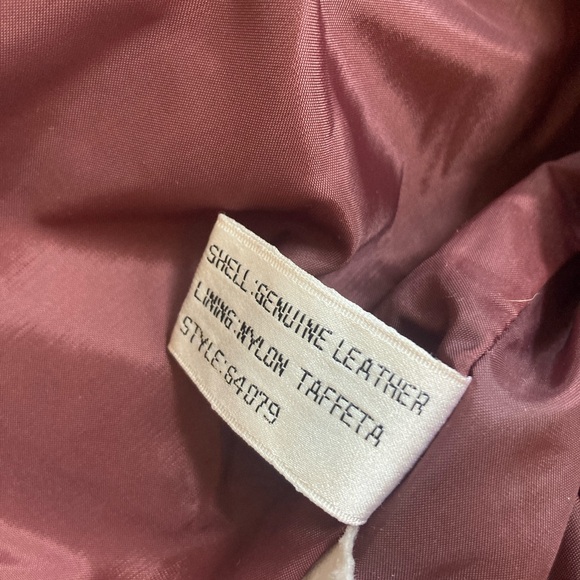 SHELL:GENUINE LEATHER
LINING:NYLON TAFFETA
STYLE:64079